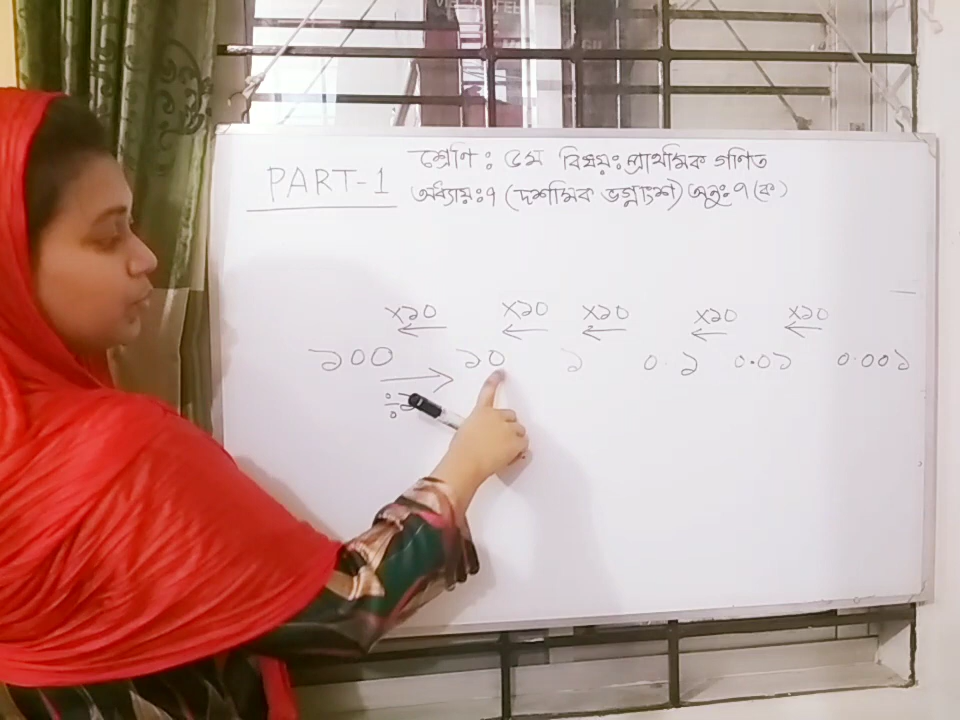 PART-1
শ্রেণি: ৫ম বিষয়: প্রাথমিক গণিত
অধ্যায়: ৭ (দশমিক ভগ্নাংশ) অনু: ৭ (ক)
×১০ ×১০ ×১০ ×১০ ×১০
১০০ ১০ ১ ০.১ ০.০১ ০.০০১
÷